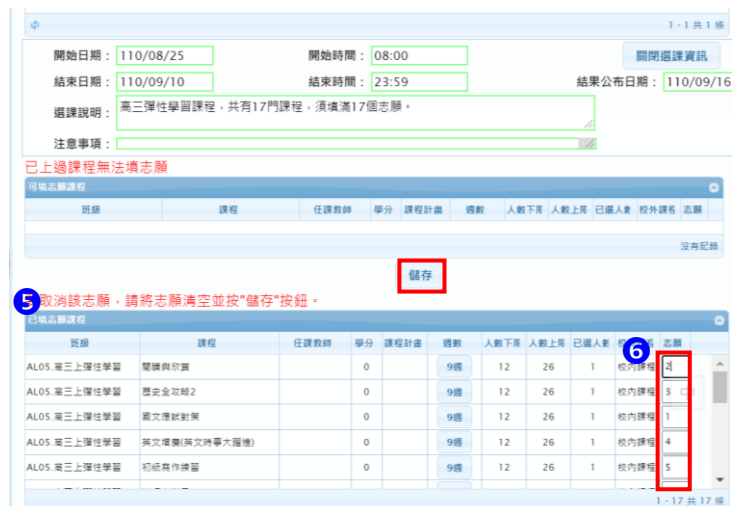 1 - 1 共 1 條
開始日期： 110/08/25 開始時間： 08:00 關閉選課資訊
結束日期： 110/09/10 結束時間： 23:59 結果公布日期： 110/09/16
選課說明： 高三彈性學習課程，共有17門課程，須填滿17個志願。
注意事項：
已上過課程無法填志願
可填志願課程
班級 課程 任課教師 學分 課程計畫 週數 人數下限 人數上限 已選人數 校外課程 志願
沒有記錄
儲存
5 取消該志願，請將志願清空並按"儲存"按鈕。
已填志願課程
班級 課程 任課教師 學分 課程計畫 週數 人數下限 人數上限 已選人數 6 志願
AL05.高三上彈性學習 閱讀與欣賞 0 9週 12 26 1 校內課程 2
AL05.高三上彈性學習 歷史全攻略2 0 9週 12 26 1 校內課程 3
AL05.高三上彈性學習 國文應試對策 0 9週 12 26 1 校內課程 1
AL05.高三上彈性學習 英文增廣(英文時事大躍進) 0 9週 12 26 1 校內課程 4
AL05.高三上彈性學習 初級寫作練習 0 9週 12 26 1 校內課程 5
1 - 17 共 17 條